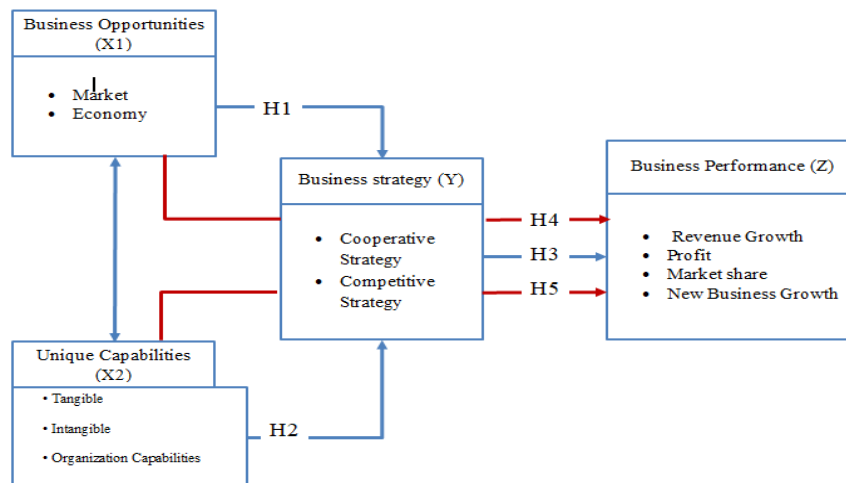 Business Opportunities
(X1)
• Market
• Economy
H1
Business strategy (Y)
• Cooperative
Strategy
• Competitive
Strategy
H4
H3
H5
Business Performance (Z)
• Revenue Growth
• Profit
• Market share
• New Business Growth
Unique Capabilities
(X2)
• Tangible
• Intangible
• Organization Capabilities
H2